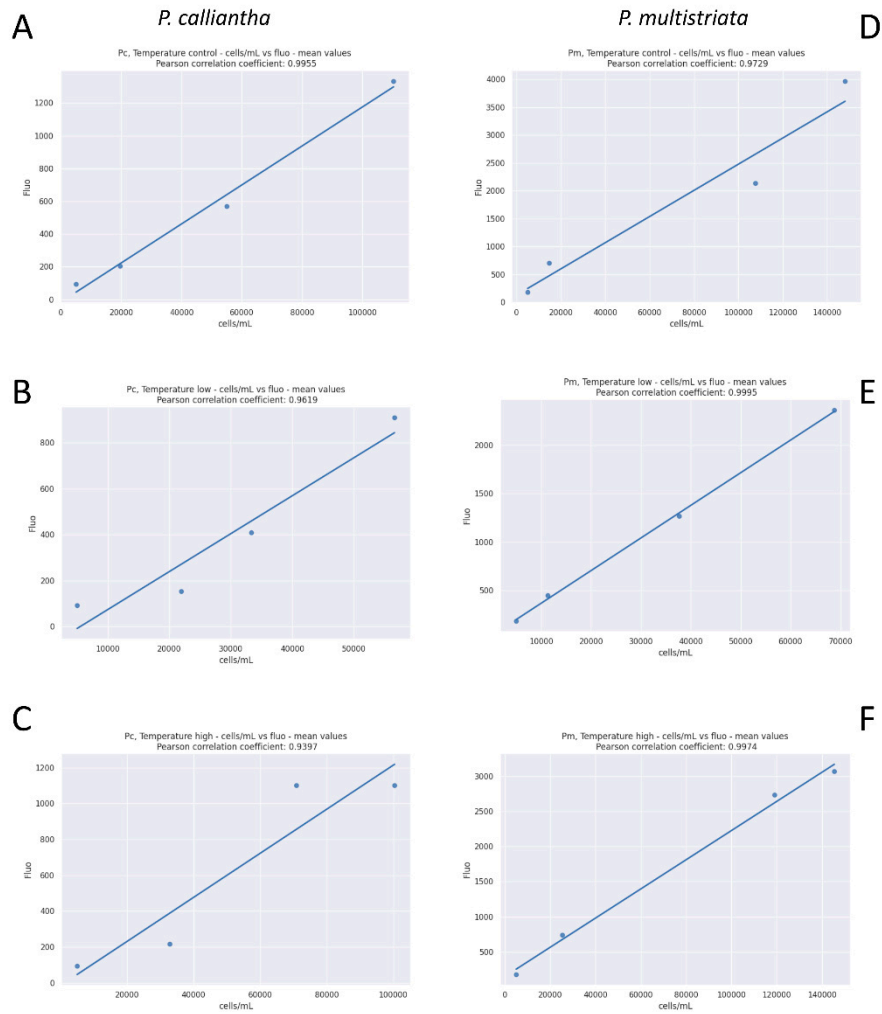 A
P. calliantha
P. multistriata
D
Pc, Temperature control - cells/mL vs fluo - mean values
Pearson correlation coefficient: 0.9955
1200
1000
800
600
400
200
0
Fluo
0 20000 40000 60000 80000 100000
cells/mL
Pm, Temperature control - cells/mL vs fluo - mean values
Pearson correlation coefficient: 0.9729
4000
3500
3000
2500
2000
1500
1000
500
0
Fluo
0 20000 40000 60000 80000 100000 120000 140000
cells/mL
B
Pc, Temperature low - cells/mL vs fluo - mean values
Pearson correlation coefficient: 0.9619
800
600
400
200
0
Fluo
10000 20000 30000 40000 50000
cells/mL
E
Pm, Temperature low - cells/mL vs fluo - mean values
Pearson correlation coefficient: 0.9995
2000
1500
1000
500
Fluo
10000 20000 30000 40000 50000 60000 70000
cells/mL
C
Pc, Temperature high - cells/mL vs fluo - mean values
Pearson correlation coefficient: 0.9397
1200
1000
800
600
400
200
0
Fluo
20000 40000 60000 80000 100000
cells/mL
F
Pm, Temperature high - cells/mL vs fluo - mean values
Pearson correlation coefficient: 0.9974
3000
2500
2000
1500
1000
500
Fluo
0 20000 40000 60000 80000 100000 120000 140000
cells/mL